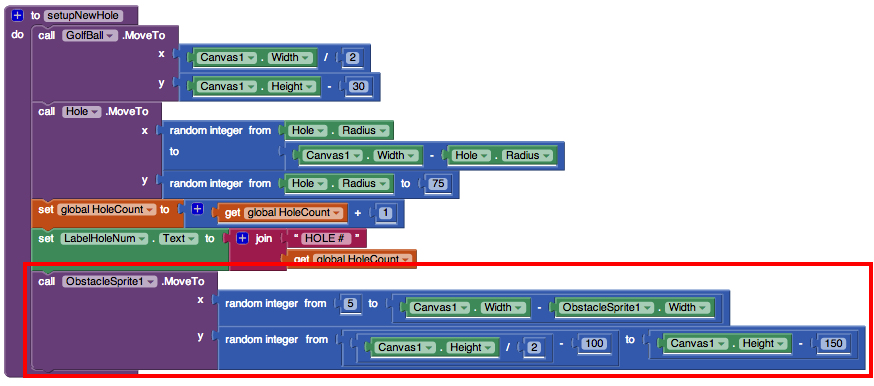 to setupNewHole
do call GolfBall .MoveTo
x Canvas1 . Width / 2
y Canvas1 . Height - 30
call Hole .MoveTo
x random integer from Hole . Radius
to Canvas1 . Width - Hole . Radius
y random integer from Hole . Radius to 75
set global HoleCount to get global HoleCount + 1
set LabelHoleNum . Text to join " HOLE # "
get global HoleCount
call ObstacleSprite1 .MoveTo
x random integer from 5 to Canvas1 . Width - ObstacleSprite1 . Width
y random integer from Canvas1 . Height / 2 - 100 to Canvas1 . Height - 150